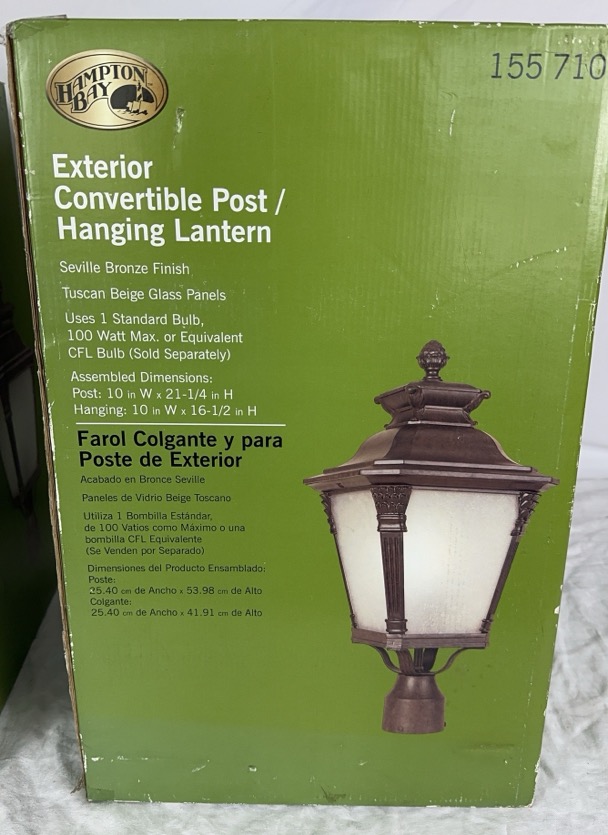 HAMPTON
BAY
155 710
Exterior
Convertible Post /
Hanging Lantern
Seville Bronze Finish
Tuscan Beige Glass Panels
Uses 1 Standard Bulb,
100 Watt Max. or Equivalent
CFL Bulb (Sold Separately)
Assembled Dimensions:
Post: 10 in W x 21-1/4 in H
Hanging: 10 in W x 16-1/2 in H
Farol Colgante y para
Poste de Exterior
Acabado en Bronce Seville
Paneles de Vidrio Beige Toscano
Utiliza 1 Bombilla Estándar,
de 100 Vatios como Máximo o una
bombilla CFL Equivalente
(Se Venden por Separado)
Dimensiones del Producto Ensamblado:
Poste:
25.40 cm de Ancho x 53.98 cm de Alto
Colgante:
25.40 cm de Ancho x 41.91 cm de Alto